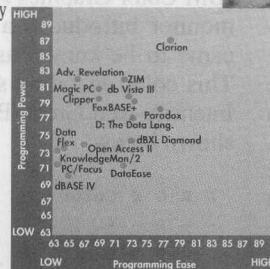 HIGH
89
87
85
83
81
79
77
75
73
71
69
67
65
63
LOW
Programming Power
Clarion
Adv. Revelation
ZIM
Magic PC
db Vista III
Clipper
FoxBASE+
Paradox
D: The Data Lang.
Data
Flex
dBXL Diamond
Open Access II
KnowledgeMan/2
PC/Focus
DataEase
dBASE IV
63 65 67 69 71 73 75 77 79 81 83 85 87 89
LOW
HIGH
Programming Ease